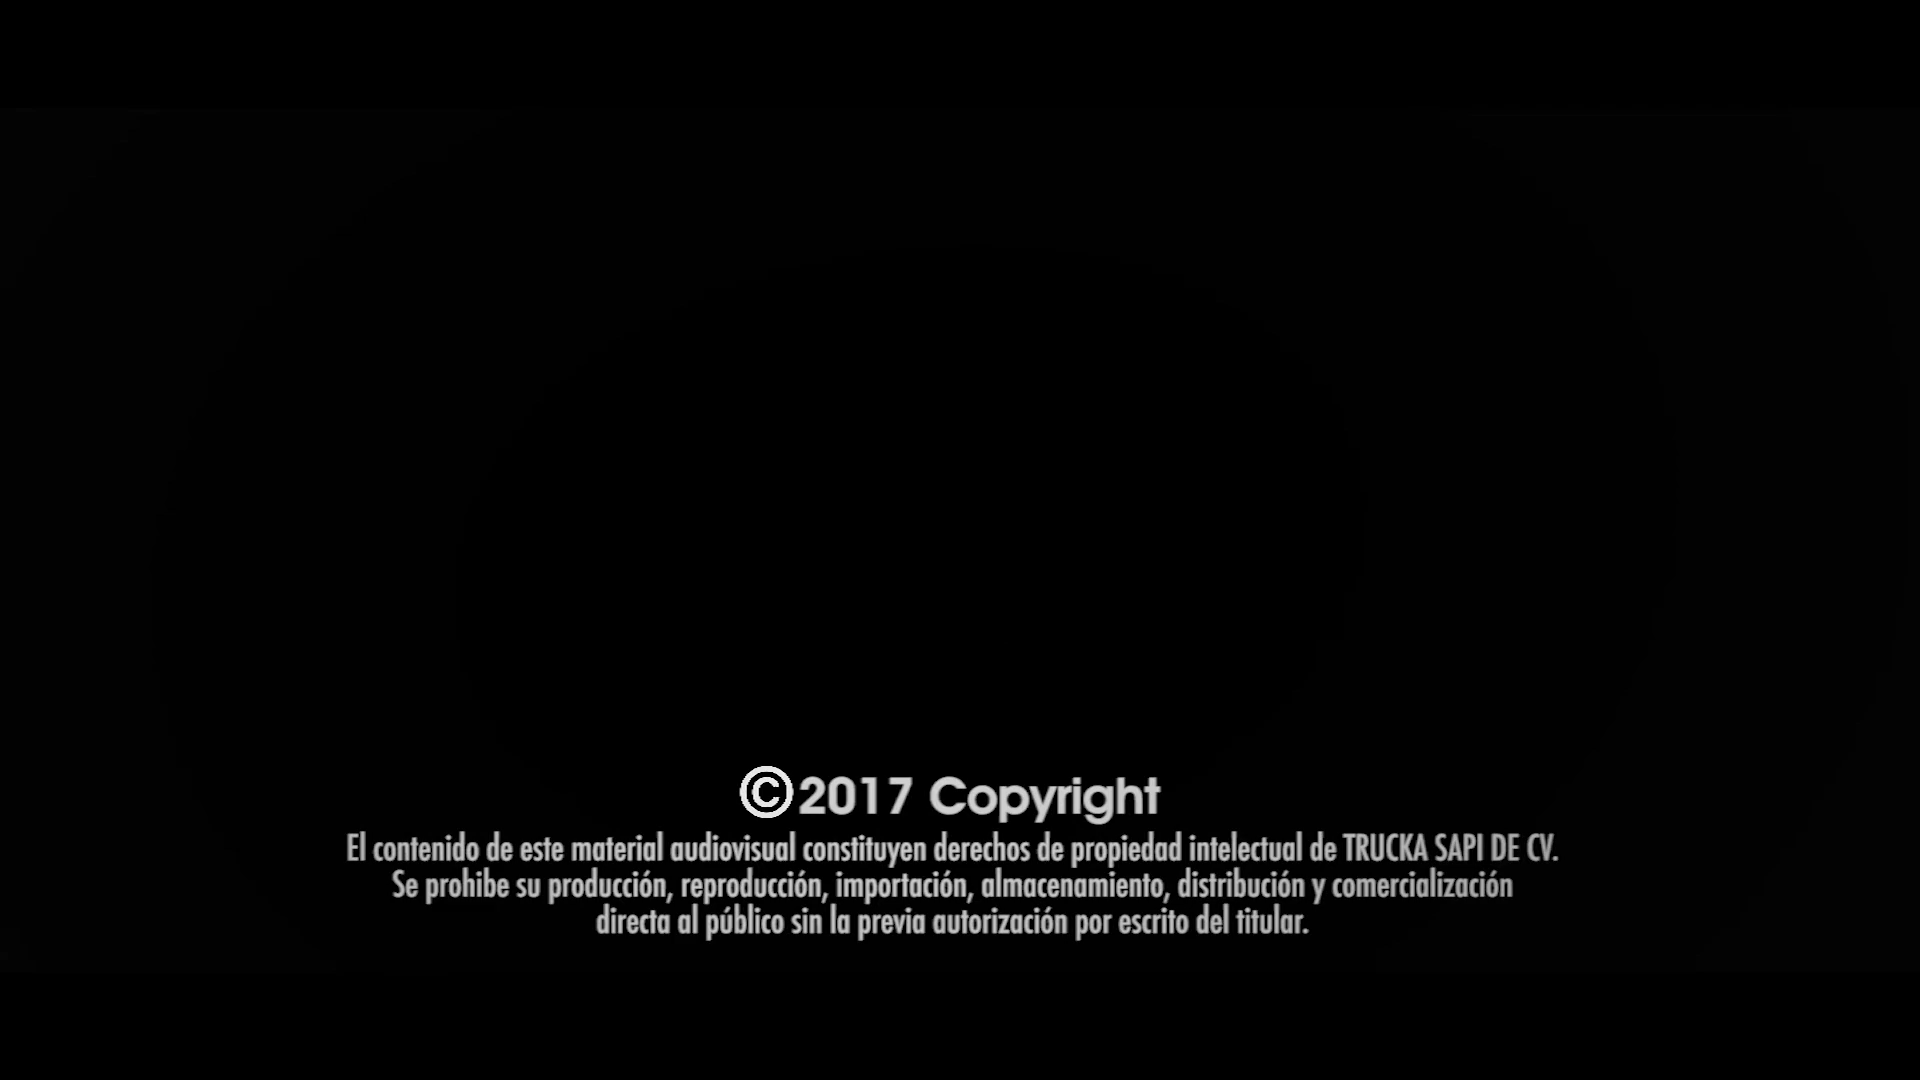 ©2017 Copyright
El contenido de este material audiovisual constituyen derechos de propiedad intelectual de TRUCKA SAPI DE CV.
Se prohibe su producción, reproducción, importación, almacenamiento, distribución y comercialización
directa al público sin la previa autorización por escrito del titular.